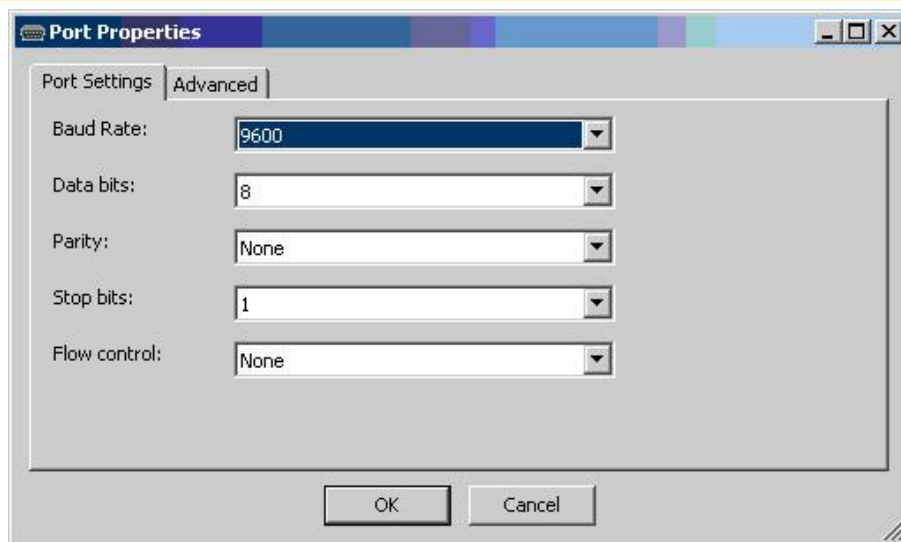 Port Properties
Port Settings Advanced
Baud Rate: 9600
Data bits: 8
Parity: None
Stop bits: 1
Flow control: None
OK Cancel